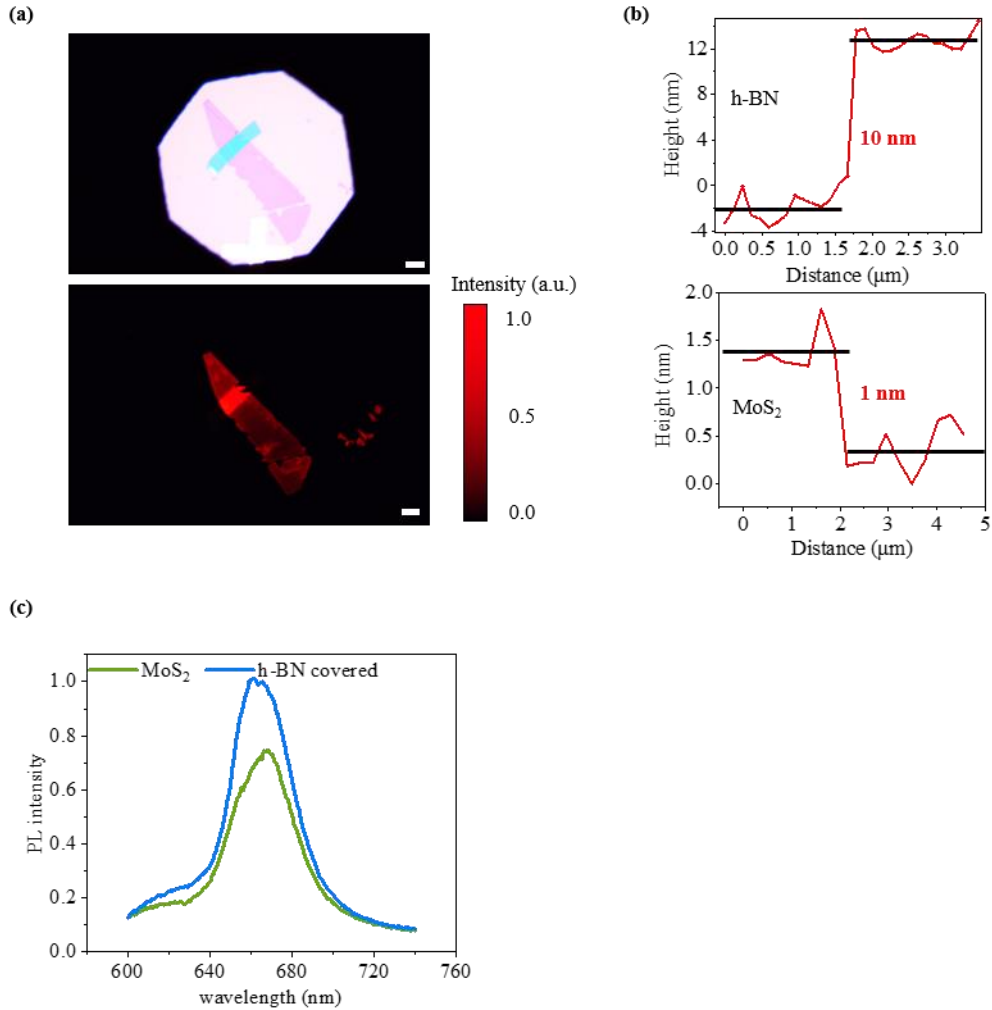 (a)
Intensity (a.u.)
1.0
0.5
0.0
(b)
Height (nm)
12
8
4
0
-4
h-BN
10 nm
0.0 0.5 1.0 1.5 2.0 2.5 3.0
Distance (μm)
Height (nm)
2.0
1.5
1.0
0.5
0.0
MoS₂
1 nm
0 1 2 3 4 5
Distance (μm)
(c)
MoS₂ h-BN covered
PL intensity
1.0
0.8
0.6
0.4
0.2
0.0
600 640 680 720 760
wavelength (nm)